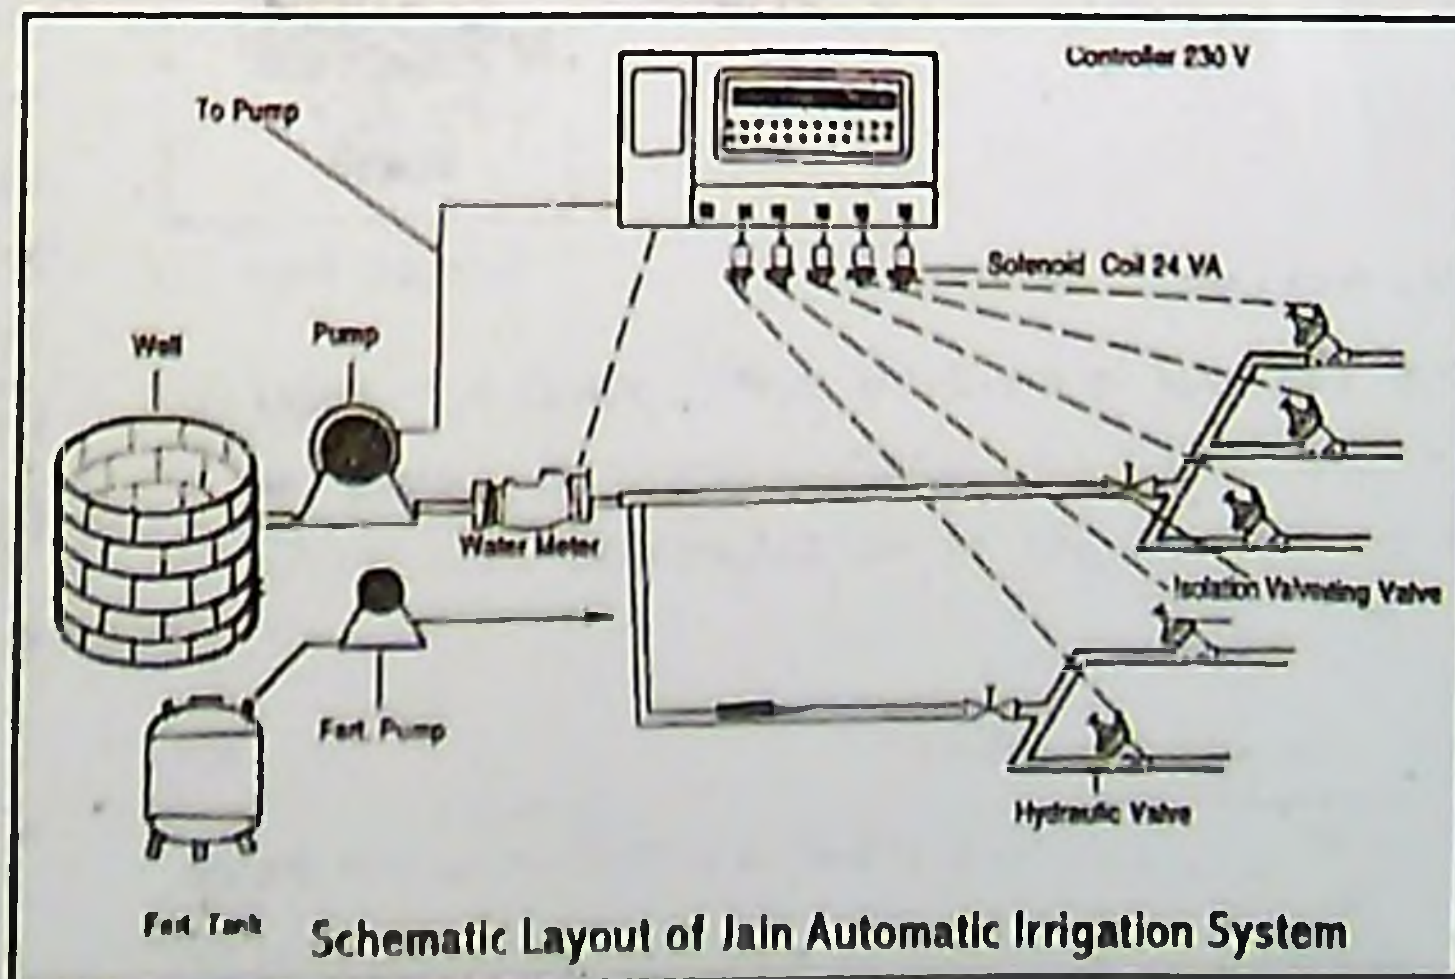 Controller 230 V
To Pump
Solenoid Coil 24 VA
Well
Pump
Water Meter
Isolation Valve
Valve
Fert. Pump
Hydraulic Valve
Fert. Tank
Schematic Layout of Jain Automatic Irrigation System